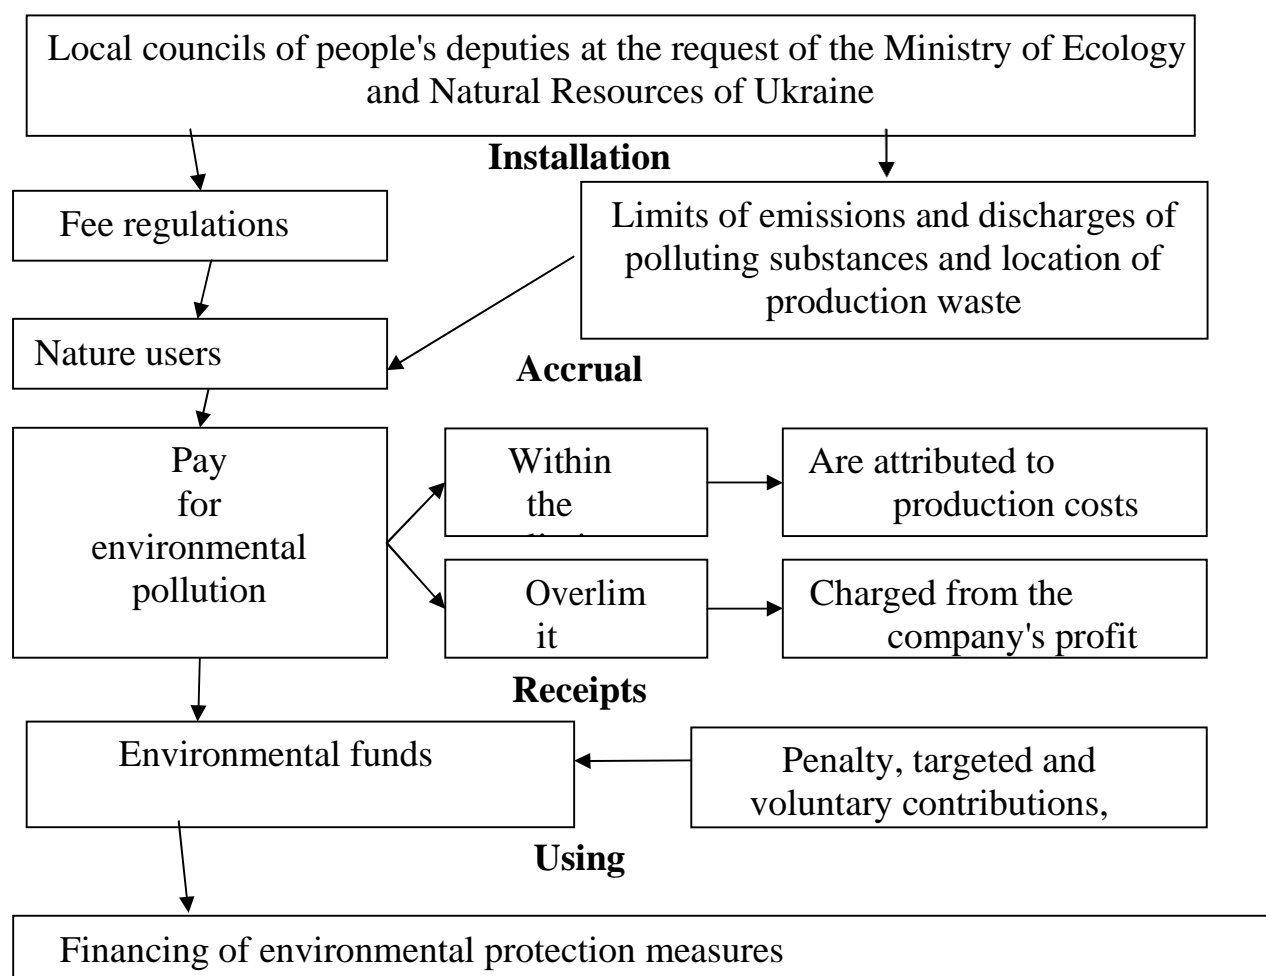 Local councils of people's deputies at the request of the Ministry of Ecology
and Natural Resources of Ukraine
Installation
Fee regulations
Limits of emissions and discharges of
polluting substances and location of
production waste
Nature users
Accrual
Pay
for
environmental
pollution
Within
the
Are attributed to
production costs
Overlim
it
Charged from the
company's profit
Receipts
Environmental funds
Penalty, targeted and
voluntary contributions,
Using
Financing of environmental protection measures